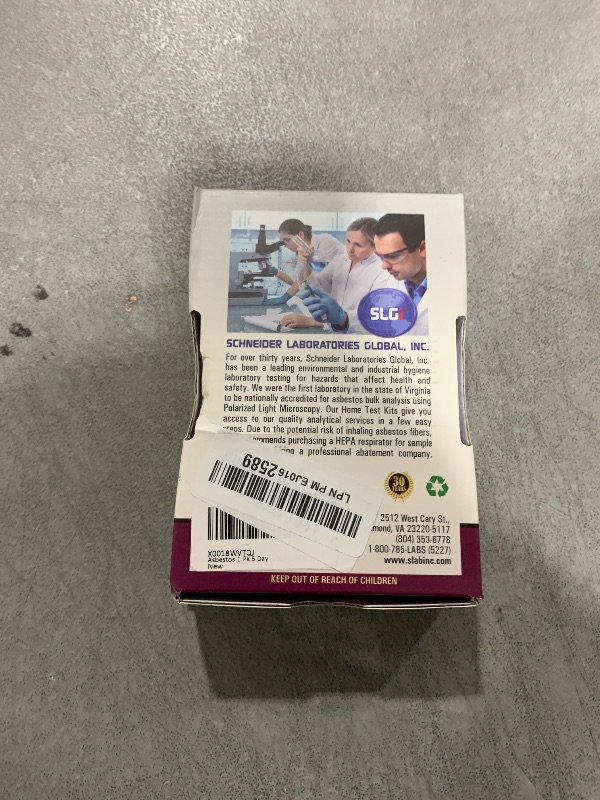 SLGi
SCHNEIDER LABORATORIES GLOBAL, INC.
For over thirty years, Schneider Laboratories Global, Inc.
has been a leading environmental and industrial hygiene
laboratory testing for hazards that affect health and
safety. We were the first laboratory in the state of Virginia
to be nationally accredited for asbestos bulk analysis using
Polarized Light Microscopy. Our Home Test Kits give you
access to our quality analytical services in a few easy
steps. Due to the potential risk of inhaling asbestos fibers,
purchasing a HEPA respirator for sample
a professional abatement company.
LPN PM EJ016 2589
30
YEARS
2512 West Cary St.,
VA 23220-5117
(804) 353-6778
1-800-785-LABS (5227)
www.slabinc.com
X0018WVTQJ
Asbestos 1 Pk 5 Day
New
KEEP OUT OF REACH OF CHILDREN